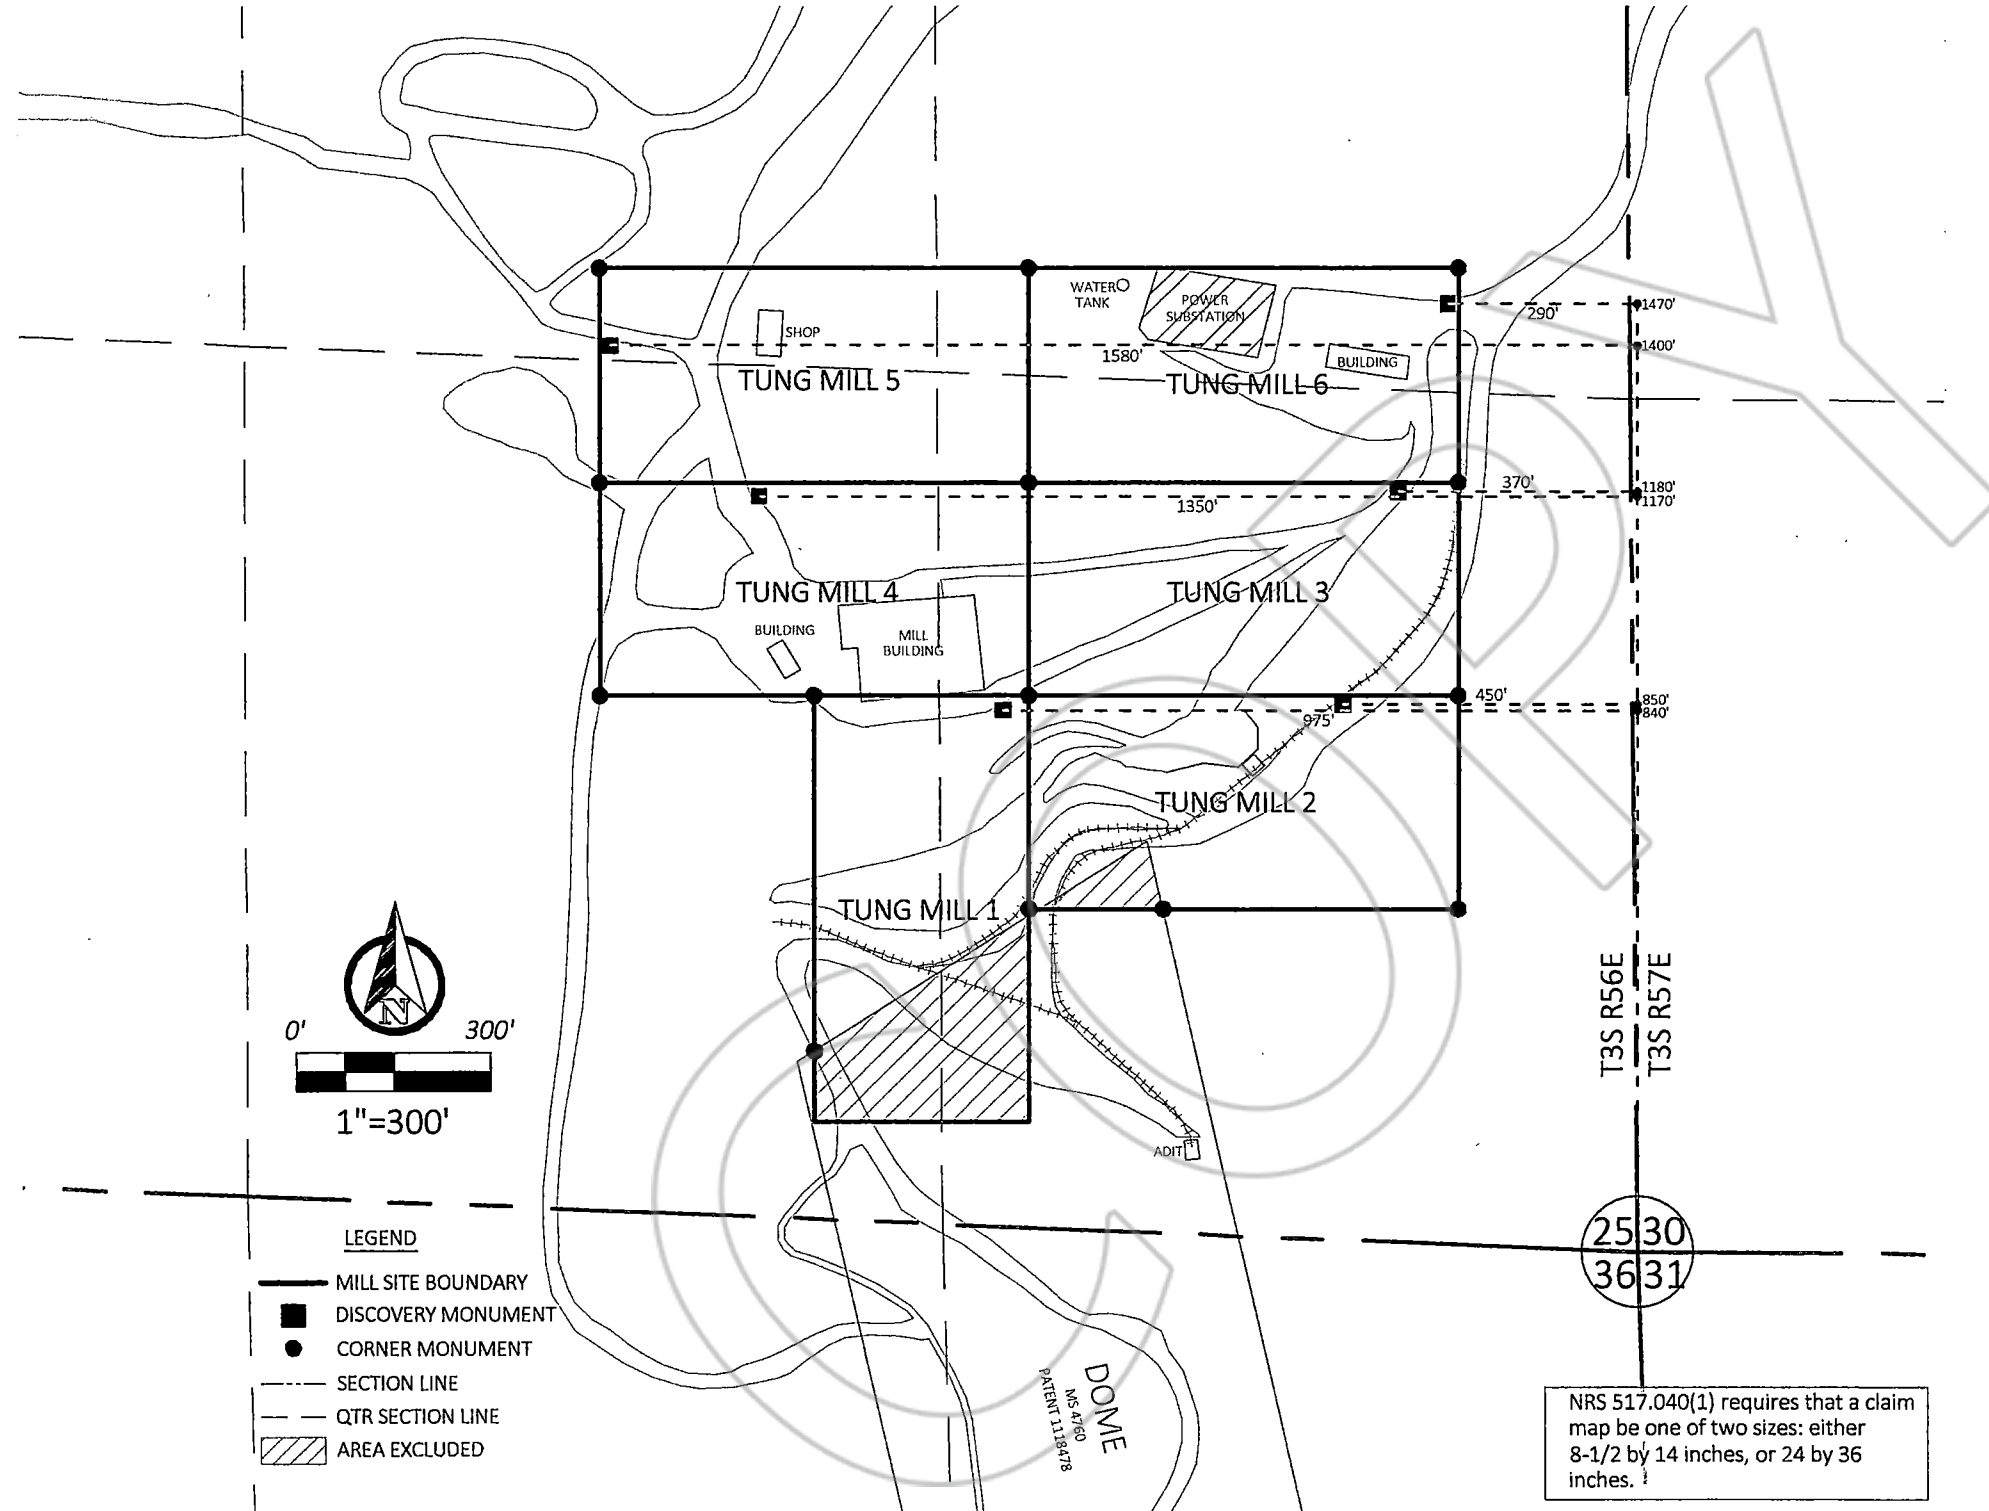 WATER
TANK
POWER
SUBSTATION
1470'
290'
SHOP
1400'
1580'
BUILDING
TUNG MILL 5
TUNG MILL 6
370'
1180'
1170'
1350'
TUNG MILL 4
TUNG MILL 3
BUILDING
MILL
BUILDING
450'
850'
840'
975'
TUNG MILL 2
TUNG MILL 1
T3S R56E
T3S R57E
N
0'
300'
1"=300'
ADIT
25
30
36
31
LEGEND
MILL SITE BOUNDARY
DISCOVERY MONUMENT
CORNER MONUMENT
SECTION LINE
QTR SECTION LINE
AREA EXCLUDED
DOME
MS 4760
PATENT 1118478
NRS 517.040(1) requires that a claim
map be one of two sizes: either
8-1/2 by 14 inches, or 24 by 36
inches.
COPY